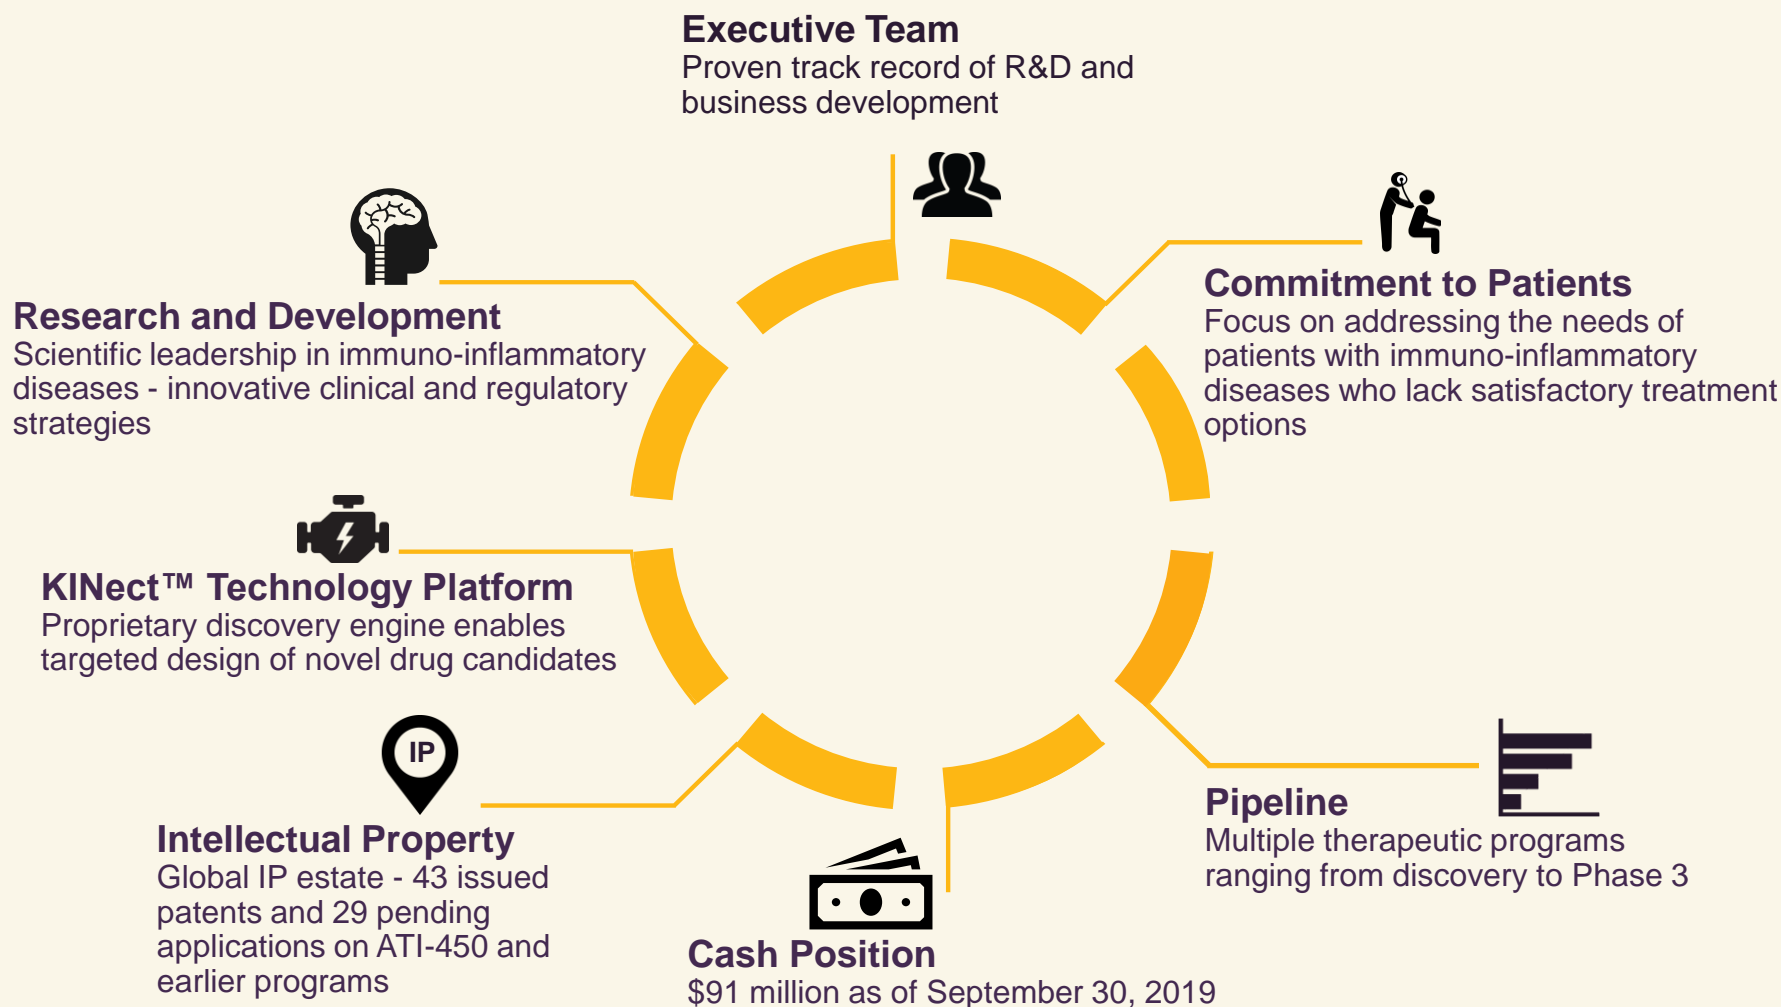 Executive Team
Proven track record of R&D and
business development
Commitment to Patients
Focus on addressing the needs of
patients with immuno-inflammatory
diseases who lack satisfactory treatment
options
Research and Development
Scientific leadership in immuno-inflammatory
diseases - innovative clinical and regulatory
strategies
KINect™ Technology Platform
Proprietary discovery engine enables
targeted design of novel drug candidates
IP
Intellectual Property
Global IP estate - 43 issued
patents and 29 pending
applications on ATI-450 and
earlier programs
Pipeline
Multiple therapeutic programs
ranging from discovery to Phase 3
Cash Position
$91 million as of September 30, 2019